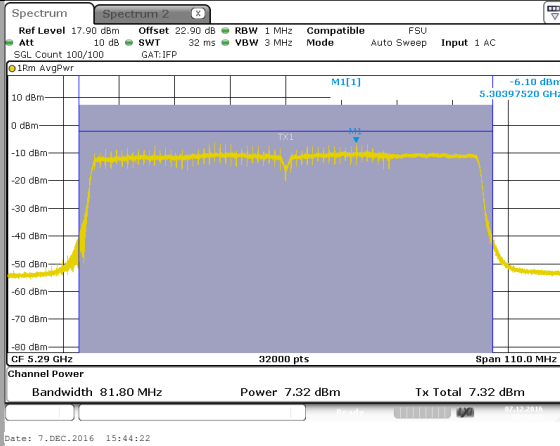 Spectrum
Spectrum 2 X
Ref Level 17.90 dBm Offset 22.90 dB RBW 1 MHz Compatible FSU
Att 10 dB SWT 32 ms VBW 3 MHz Mode Auto Sweep Input 1 AC
SGL Count 100/100 GAT:IFP
1Rm AvgPwr
M1[1] -6.10 dBm
5.30397520 GHz
10 dBm
0 dBm
M1
TX1
-10 dBm
-20 dBm
-30 dBm
-40 dBm
-50 dBm
-60 dBm
-70 dBm
-80 dBm
CF 5.29 GHz 32000 pts Span 110.0 MHz
Channel Power
Bandwidth 81.80 MHz Power 7.32 dBm Tx Total 7.32 dBm
Ready 07.12.2016
Date: 7.DEC.2016 15:44:22